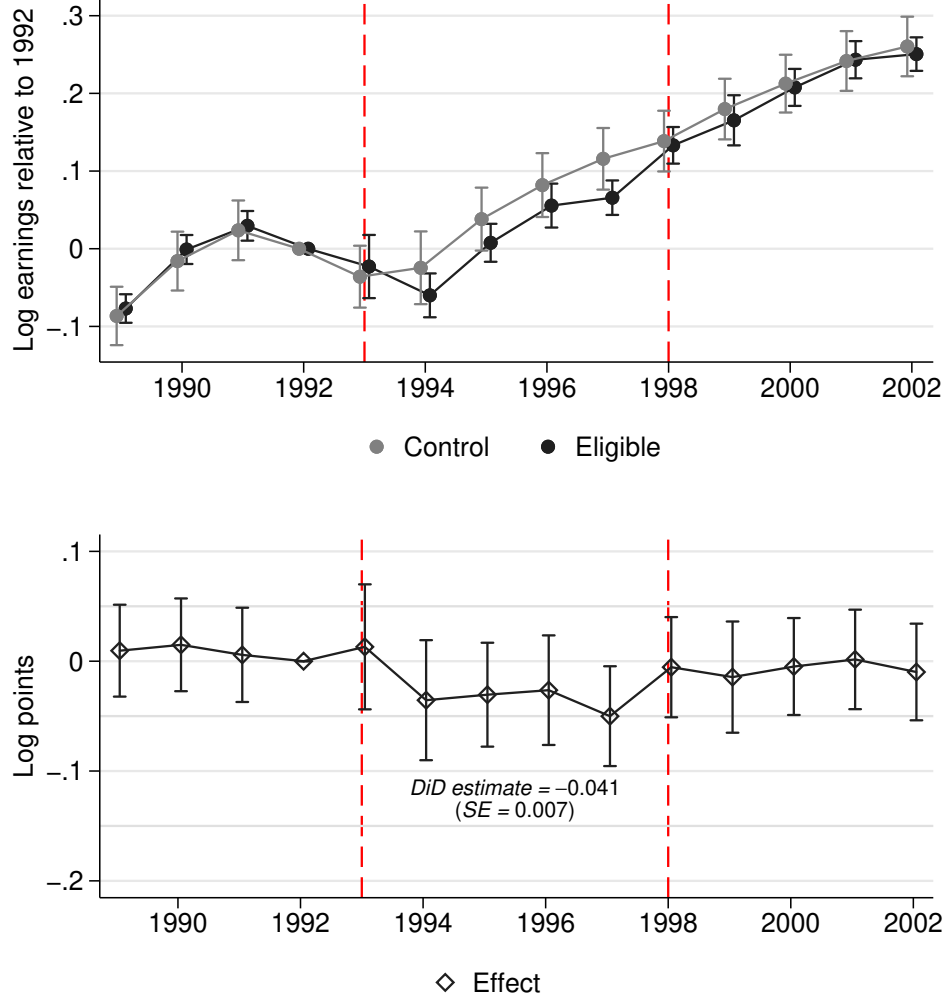 Log earnings relative to 1992
.3
.2
.1
0
−.1
1990 1992 1994 1996 1998 2000 2002
Control Eligible
Log points
.1
0
−.1
−.2
DiD estimate = −0.041
(SE = 0.007)
1990 1992 1994 1996 1998 2000 2002
Effect